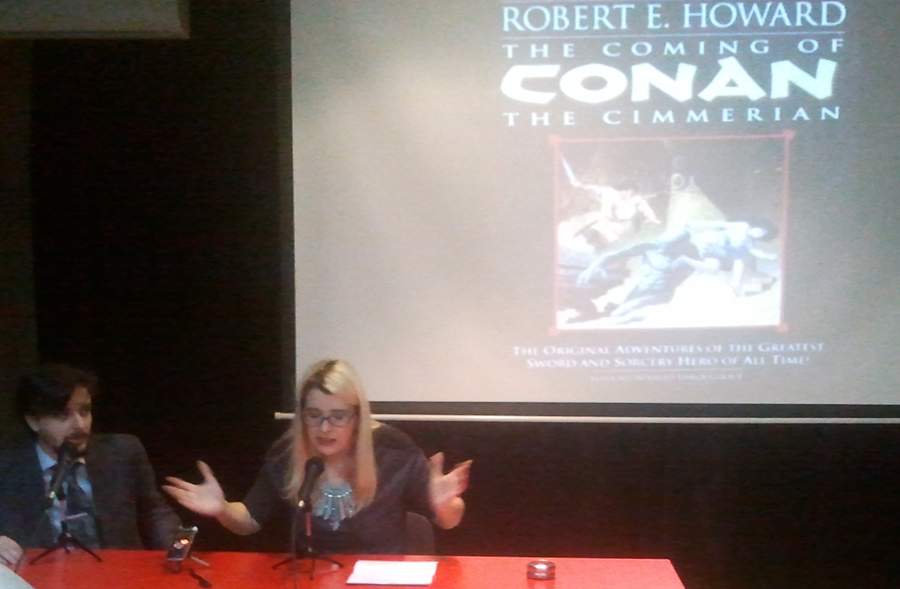 ROBERT E. HOWARD
THE COMING OF
CONAN
THE CIMMERIAN
THE ORIGINAL ADVENTURES OF THE GREATEST
SWORD AND SORCERY HERO OF ALL TIME!